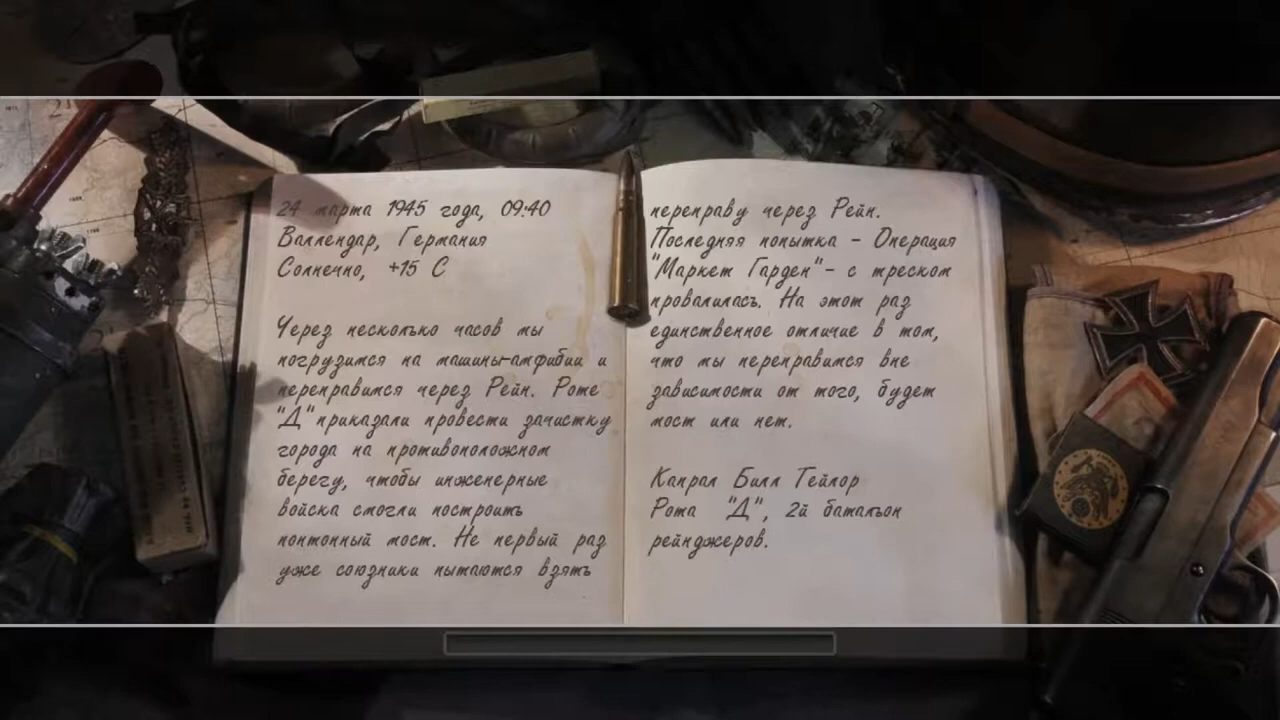 24 марта 1945 года, 09:40
Валлендар, Германия
Солнечно, +15 С
Через несколько часов мы
погрузимся на машины-амфибии и
переправимся через Рейн. Роте
"Д" приказали провести зачистку
города на противоположном
берегу, чтобы инженерные
войска смогли построить
понтонный мост. Не первый раз
уже союзники пытаются взять
переправу через Рейн.
Последняя попытка - Операция
"Маркет Гарден"- с треском
провалилась. На этот раз
единственное отличие в том,
что мы переправимся вне
зависимости от того, будет
мост или нет.
Капрал Билл Тейлор
Рота "Д", 2й батальон
рейнджеров.